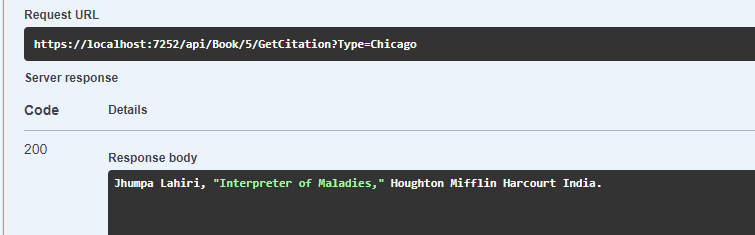 Request URL
https://localhost:7252/api/Book/5/GetCitation?Type=Chicago
Server response
Code Details
200
Response body
Jhumpa Lahiri, "Interpreter of Maladies," Houghton Mifflin Harcourt India.